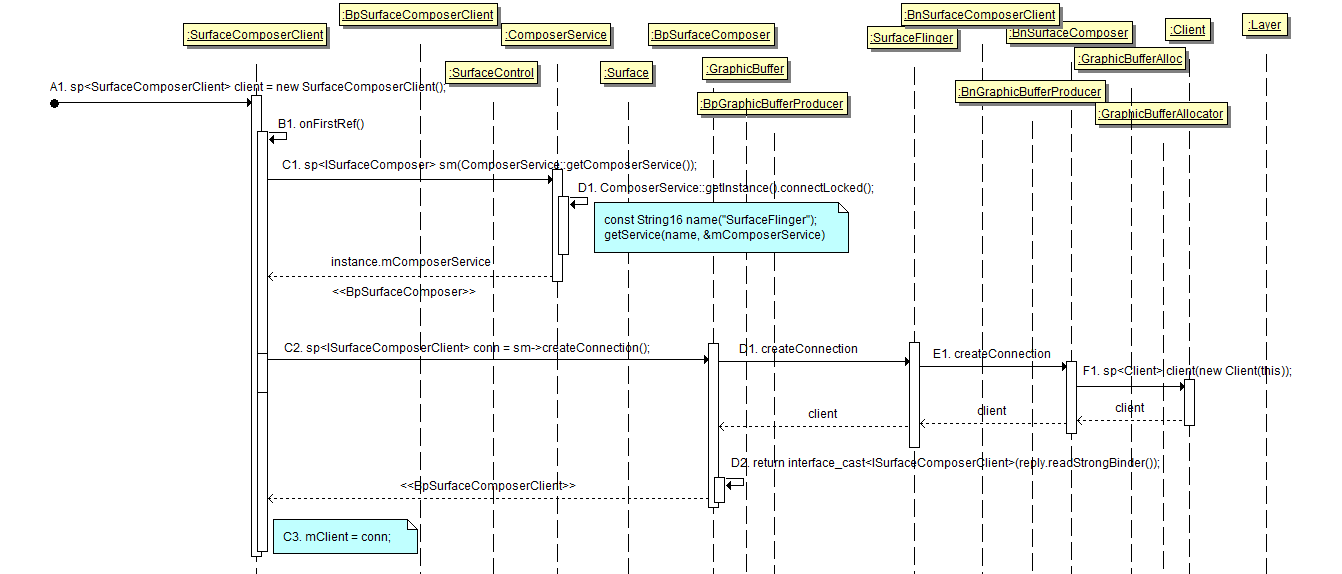 :BpSurfaceComposerClient
:BnSurfaceComposerClient
:Layer
:SurfaceComposerClient
:ComposerService
:BpSurfaceComposer
:SurfaceFlinger
:BnSurfaceComposer
:Client
:SurfaceControl
:Surface
:GraphicBuffer
:GraphicBufferAlloc
:BpGraphicBufferProducer
:BnGraphicBufferProducer
:GraphicBufferAllocator
A1. sp<SurfaceComposerClient> client = new SurfaceComposerClient();
B1. onFirstRef()
C1. sp<ISurfaceComposer> sm(ComposerService::getComposerService());
D1. ComposerService::getInstance().connectLocked();
const String16 name("SurfaceFlinger");
getService(name, &mComposerService)
instance.mComposerService
<<BpSurfaceComposer>>
C2. sp<ISurfaceComposerClient> conn = sm->createConnection();
D1. createConnection
E1. createConnection
F1. sp<Client> client(new Client(this));
client
client
client
D2. return interface_cast<ISurfaceComposerClient>(reply.readStrongBinder());
<<BpSurfaceComposerClient>>
C3. mClient = conn;